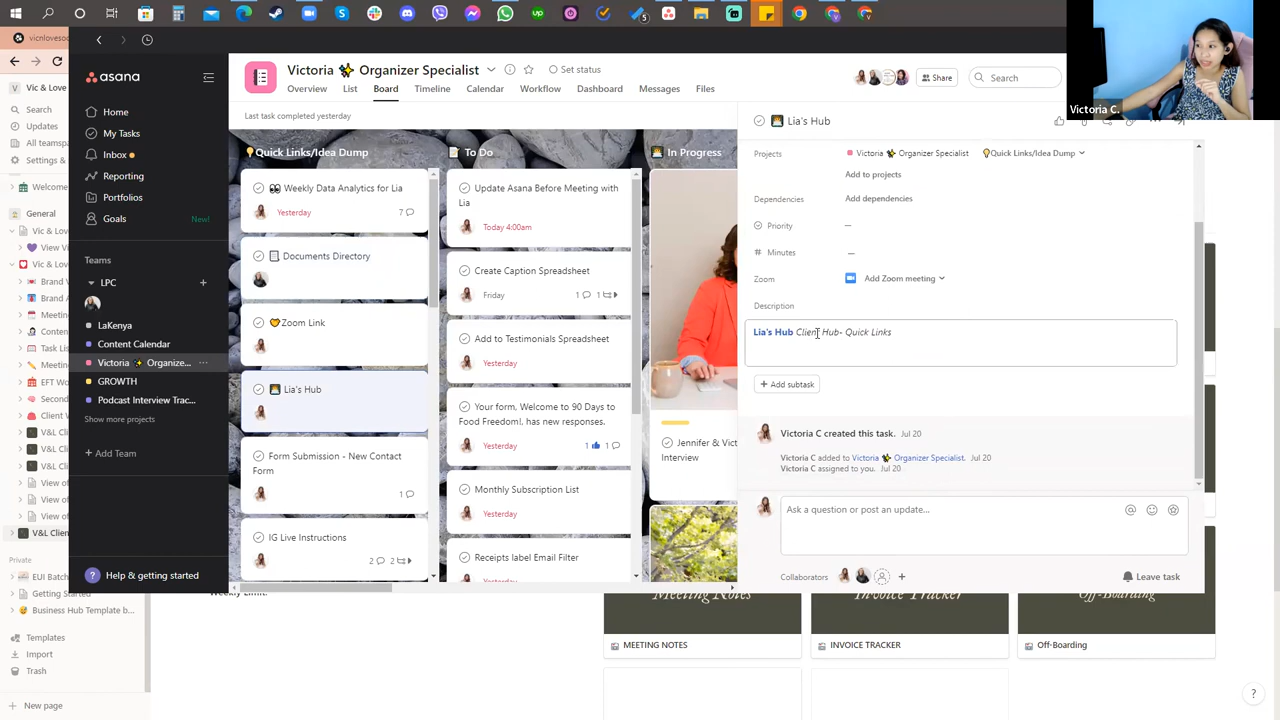 vicnlovesou
5
Victoria C.
Vic & Love
Search
Updates
All teamspa
Settings &
Welcome
General
Vic & Love
View
Vic & Love
Brand
Brand
Meeting
Conten
Tasks
Meetin
EFT W
Second
Client
V&L Cli
V&L Cli
V&L Cli
View of
View of
View of
V&L Clien
Private
EUI Batch
Getting Started
Business Hub Template b
Templates
Import
Trash
New page
asana
Home
My Tasks
Inbox
Reporting
Portfolios
Goals
New!
Teams
LPC
LaKenya
Content Calendar
Victoria ✨ Organize...
GROWTH
Podcast Interview Trac...
Show more projects
Add Team
Help & getting started
Victoria ✨ Organizer Specialist
Set status
Overview
List
Board
Timeline
Calendar
Workflow
Dashboard
Messages
Files
Share
Search
Last task completed yesterday
💡Quick Links/Idea Dump
👀 Weekly Data Analytics for Lia
Yesterday
7
Documents Directory
Zoom Link
Lia's Hub
Form Submission - New Contact
Form
1
IG Live Instructions
2
2
To Do
Update Asana Before Meeting with
Lia
Today 4:00am
Create Caption Spreadsheet
Friday
1
1
Add to Testimonials Spreadsheet
Yesterday
Your form, Welcome to 90 Days to
Food Freedom!, has new responses.
Yesterday
1
1
Monthly Subscription List
Yesterday
Receipts label Email Filter
Yesterday
In Progress
Jennifer & Vict
Interview
Lia's Hub
Projects
Victoria ✨ Organizer Specialist
💡Quick Links/Idea Dump
Add to projects
Dependencies
Add dependencies
Priority
—
# Minutes
—
Zoom
Add Zoom meeting
Description
Lia's Hub Client Hub- Quick Links
+ Add subtask
Victoria C created this task. Jul 20
Victoria C added to Victoria ✨ Organizer Specialist. Jul 20
Victoria C assigned to you. Jul 20
Ask a question or post an update...
Collaborators
Leave task
Weekly Limit:
Meeting Notes
Invoice Tracker
Off-Boarding
MEETING NOTES
INVOICE TRACKER
Off-Boarding
?